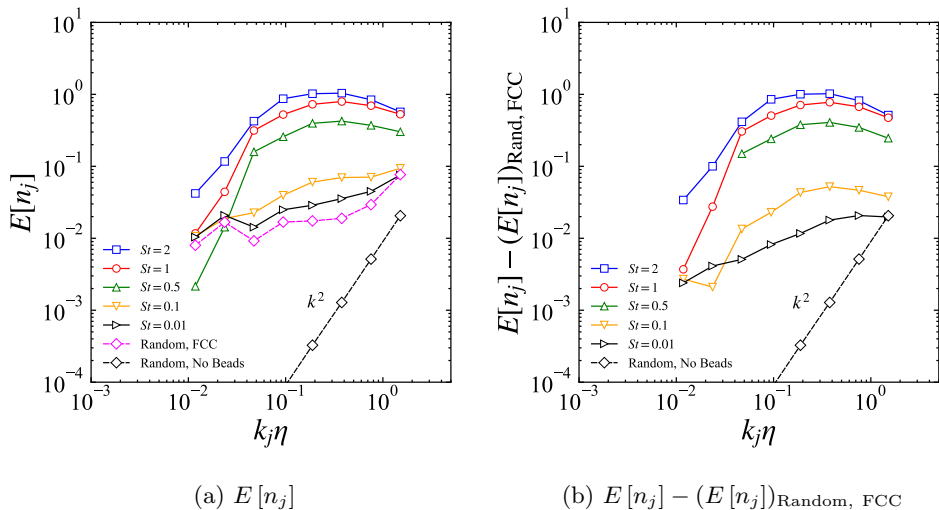 10^1
10^0
10^{-1}
10^{-2}
10^{-3}
10^{-4}
E[n_j]
St = 2
St = 1
St = 0.5
St = 0.1
St = 0.01
Random, FCC
Random, No Beads
k^2
10^{-3}
10^{-2}
10^{-1}
10^0
k_jη
(a) E [n_j]
10^1
10^0
10^{-1}
10^{-2}
10^{-3}
10^{-4}
E[n_j] − (E[n_j])_{Rand, FCC}
St = 2
St = 1
St = 0.5
St = 0.1
St = 0.01
Random, No Beads
k^2
10^{-3}
10^{-2}
10^{-1}
10^0
k_jη
(b) E [n_j] − (E [n_j])_{Random, FCC}